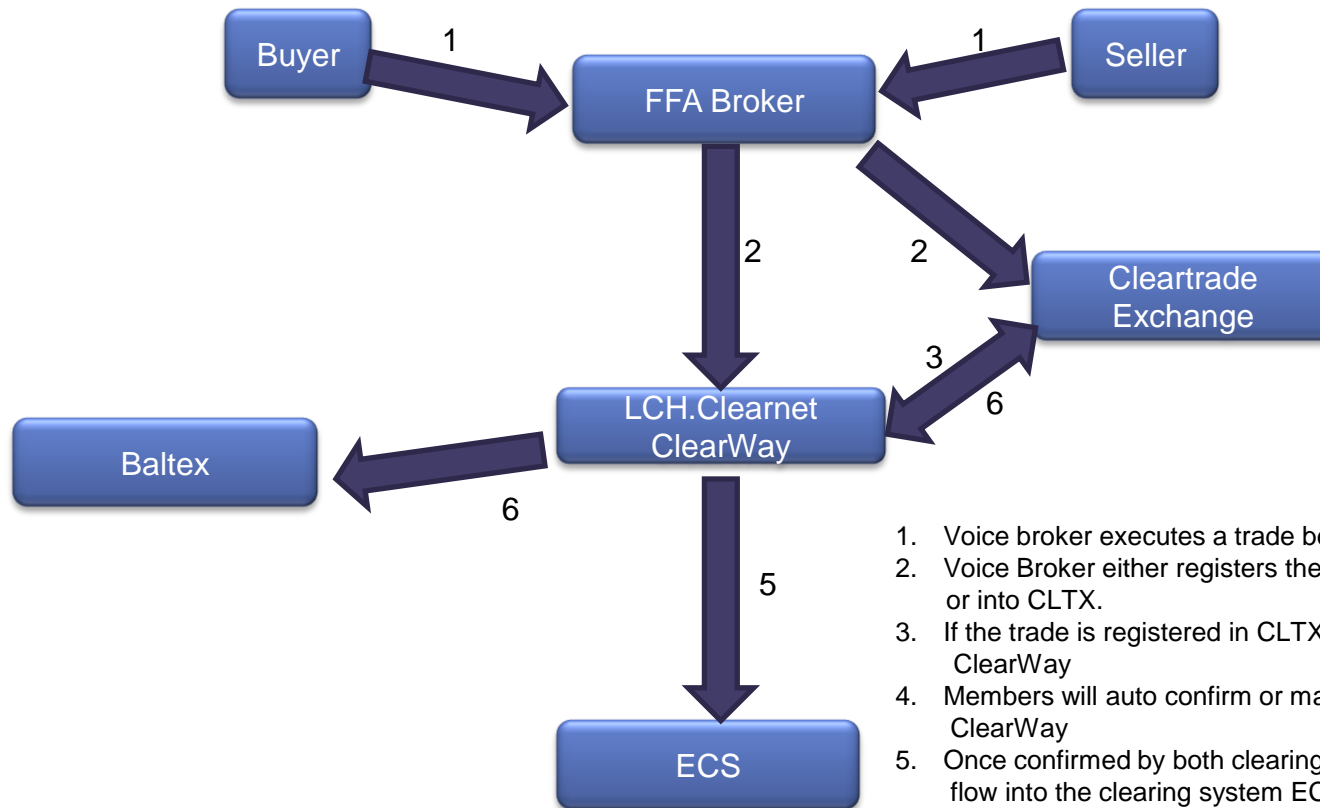 Buyer
1
1
Seller
FFA Broker
2
2
Cleartrade
Exchange
3
6
LCH.Clearnet
ClearWay
Baltex
6
5
ECS
1. Voice broker executes a trade
2. Voice Broker either registers the
or into CLTX.
3. If the trade is registered in CLTX
ClearWay
4. Members will auto confirm or
ClearWay
5. Once confirmed by both clearing
flow into the clearing system